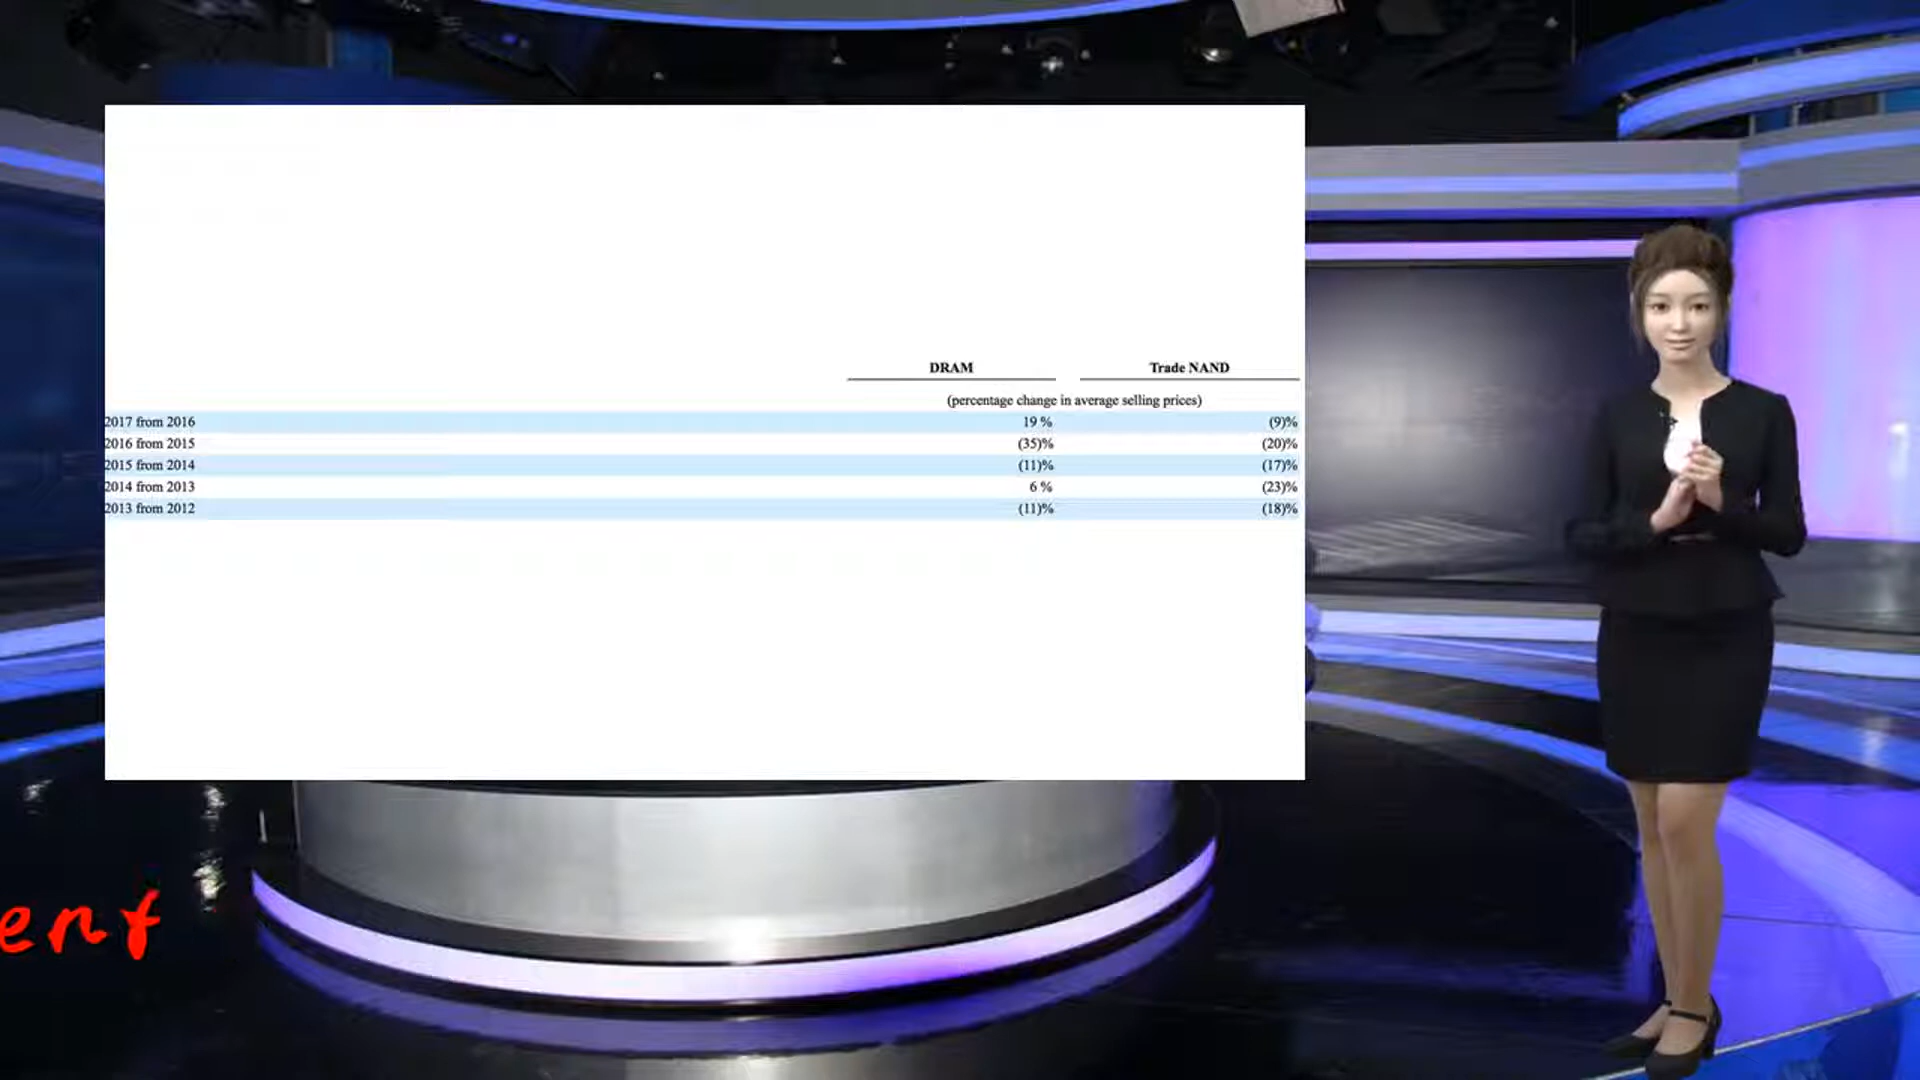 DRAM Trade NAND
(percentage change in average selling prices)
2017 from 2016 19 % (9)%
2016 from 2015 (35)% (20)%
2015 from 2014 (11)% (17)%
2014 from 2013 6 % (23)%
2013 from 2012 (11)% (18)%
ent